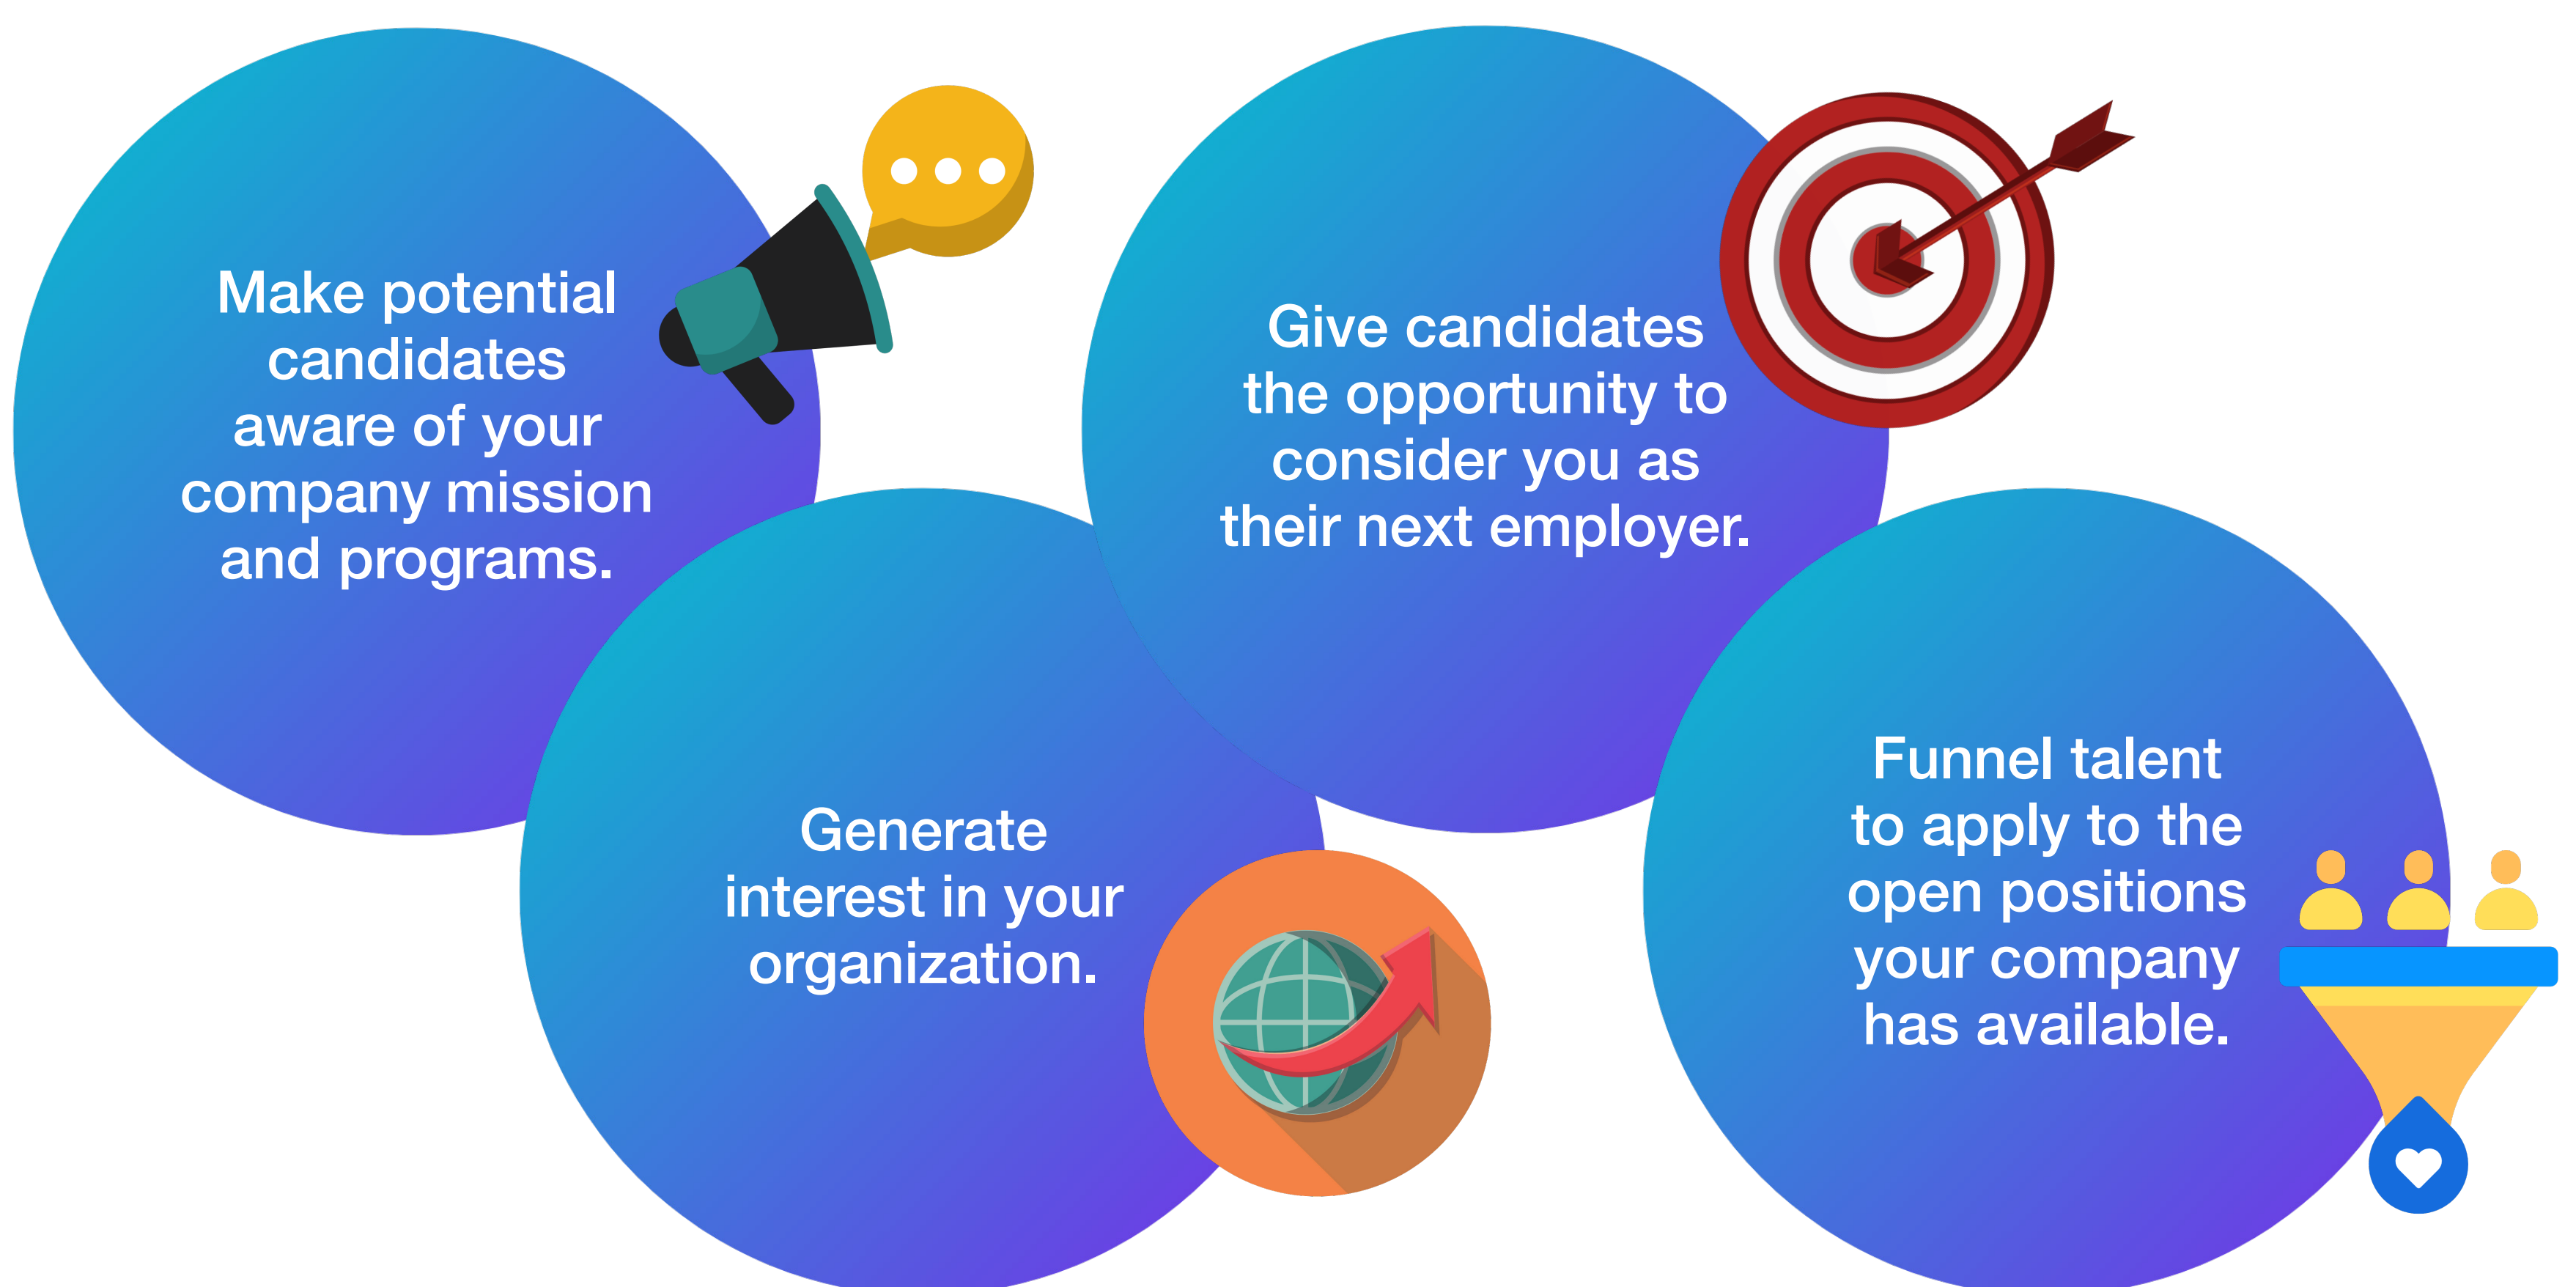 Make potential
candidates
aware of your
company mission
and programs.
Generate
interest in your
organization.
Give candidates
the opportunity to
consider you as
their next employer.
Funnel talent
to apply to the
open positions
your company
has available.